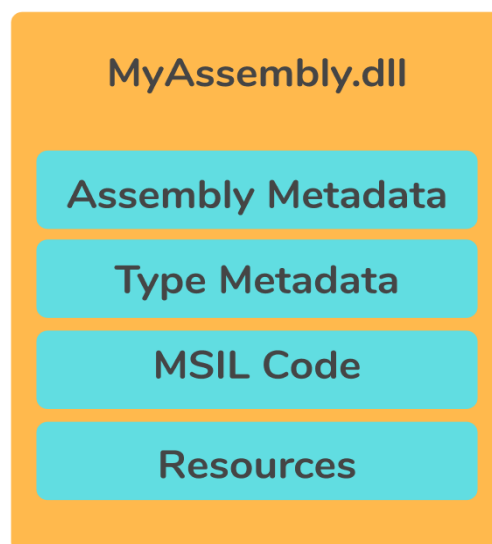 MyAssembly.dll
Assembly Metadata
Type Metadata
MSIL Code
Resources